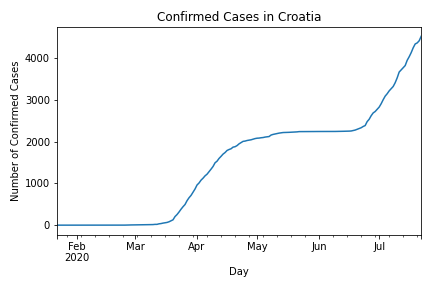 Confirmed Cases in Croatia
Number of Confirmed Cases
4000
3000
2000
1000
0
Feb Mar Apr May Jun Jul
2020
Day